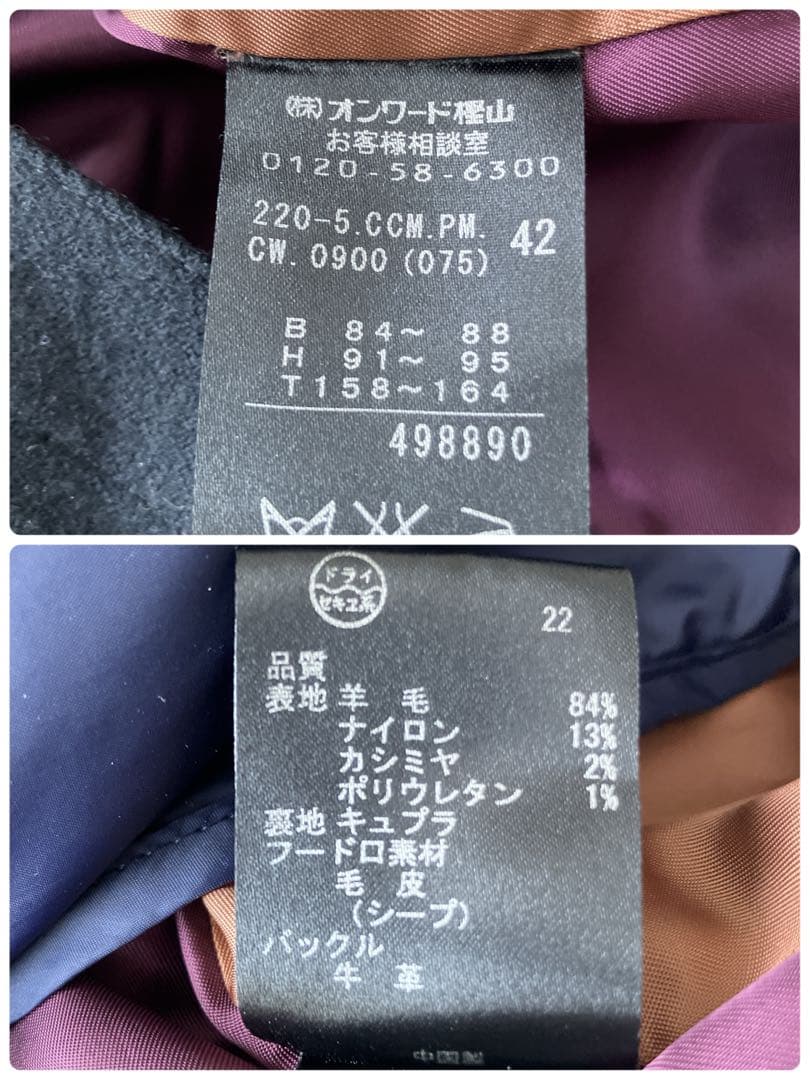 ㈱オンワード樫山
お客様相談室
0120-58-6300
220-5.CCM.PM. 42
CW.0900(075)
B 84～ 88
H 91～ 95
T158～164
498890
ドライ
セキユ系
22
品質
表地 羊 毛 84%
ナイロン 13%
カシミヤ 2%
ポリウレタン 1%
裏地 キュプラ
フード口素材
毛 皮
(シープ)
バックル
牛 革
中国製